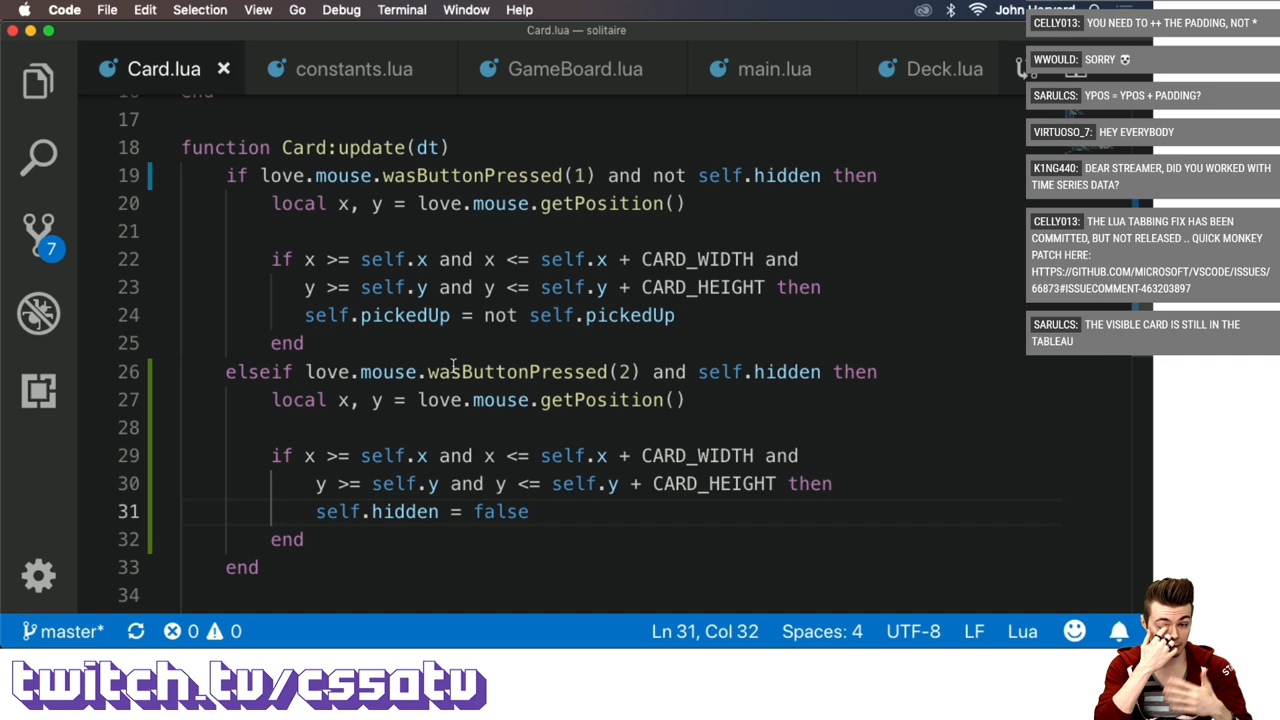 Code File Edit Selection View Go Debug Terminal Window Help
Card.lua — solitaire
Card.lua constants.lua GameBoard.lua main.lua Deck.lua
17
18 function Card:update(dt)
19 if love.mouse.wasButtonPressed(1) and not self.hidden then
20 local x, y = love.mouse.getPosition()
21
22 if x >= self.x and x <= self.x + CARD_WIDTH and
23 y >= self.y and y <= self.y + CARD_HEIGHT then
24 self.pickedUp = not self.pickedUp
25 end
26 elseif love.mouse.wasButtonPressed(2) and self.hidden then
27 local x, y = love.mouse.getPosition()
28
29 if x >= self.x and x <= self.x + CARD_WIDTH and
30 y >= self.y and y <= self.y + CARD_HEIGHT then
31 self.hidden = false
32 end
33 end
34
7
master* 0 0 Ln 31, Col 32 Spaces: 4 UTF-8 LF Lua
CELLY013: YOU NEED TO ++ THE PADDING, NOT *
WWOULD: SORRY
SARULCS: YPOS = YPOS + PADDING?
VIRTUOSO_7: HEY EVERYBODY
K1NG440: DEAR STREAMER, DID YOU WORKED WITH
TIME SERIES DATA?
CELLY013: THE LUA TABBING FIX HAS BEEN
COMMITTED, BUT NOT RELEASED .. QUICK MONKEY
PATCH HERE:
HTTPS://GITHUB.COM/MICROSOFT/VSCODE/ISSUES/
66873#ISSUECOMMENT-463203897
SARULCS: THE VISIBLE CARD IS STILL IN THE
TABLEAU
twitch.tv/cs50tv